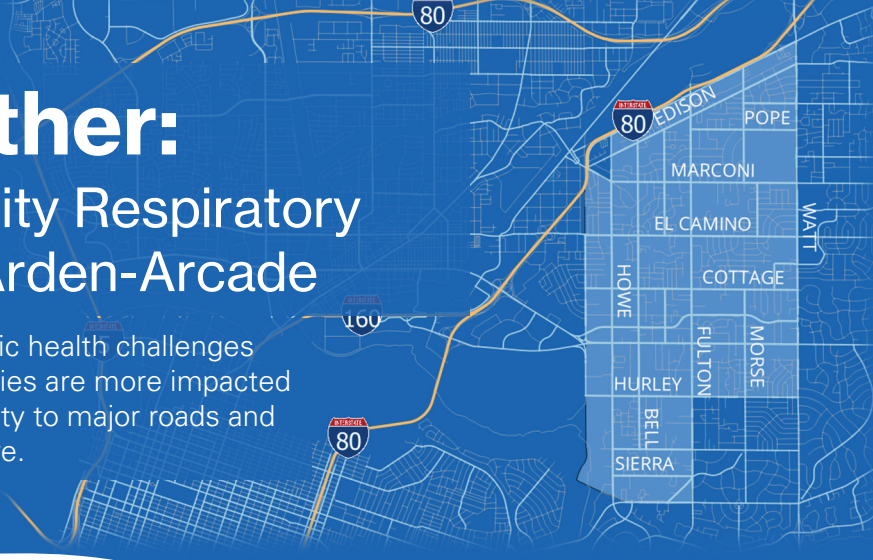 ther:
ity Respiratory
Arden-Arcade
ic health challenges
ies are more impacted
ty to major roads and
e.
80
INTERSTATE
80
EDISON
POPE
MARCONI
EL CAMINO
WATT
COTTAGE
HOWE
FULTON
MORSE
HURLEY
BELL
SIERRA
160
INTERSTATE
80